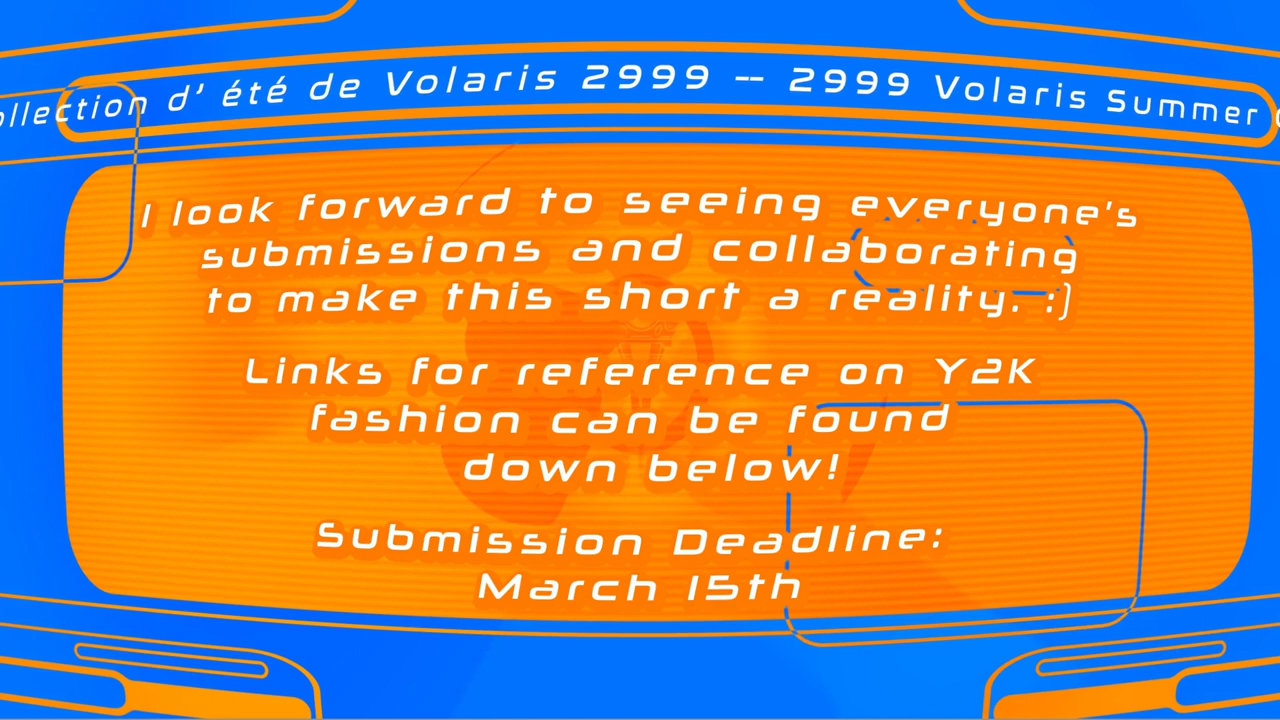 ollection d' été de Volaris 2999 -- 2999 Volaris Summer
I look forward to seeing everyone's
submissions and collaborating
to make this short a reality. :)
Links for reference on Y2K
fashion can be found
down below!
Submission Deadline:
March 15th